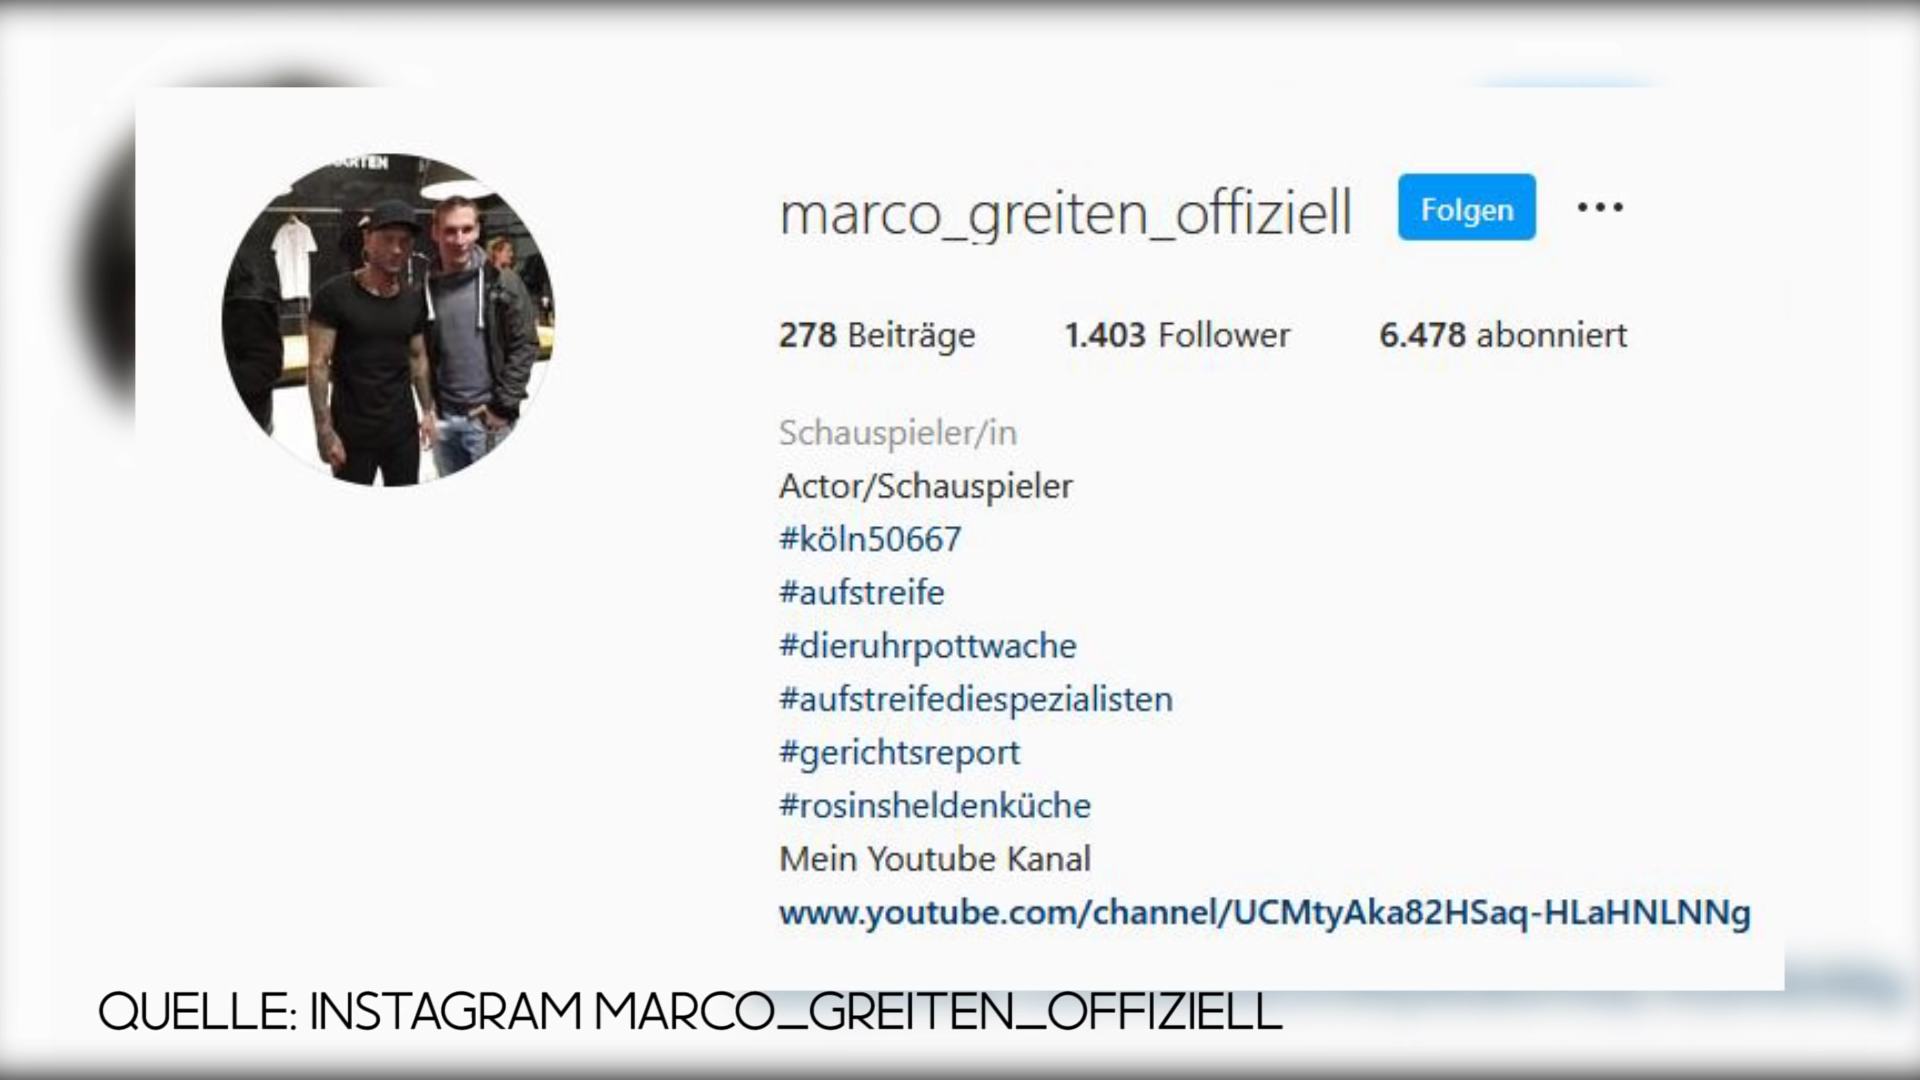 marco_greiten_offiziell Folgen
278 Beiträge 1.403 Follower 6.478 abonniert
Schauspieler/in
Actor/Schauspieler
#köln50667
#aufstreife
#dieruhrpottwache
#aufstreifediespezialisten
#gerichtsreport
#rosinsheldenküche
Mein Youtube Kanal
www.youtube.com/channel/UCMtyAka82HSaq-HLaHNLNNg
QUELLE: INSTAGRAM MARCO_GREITEN_OFFIZIELL